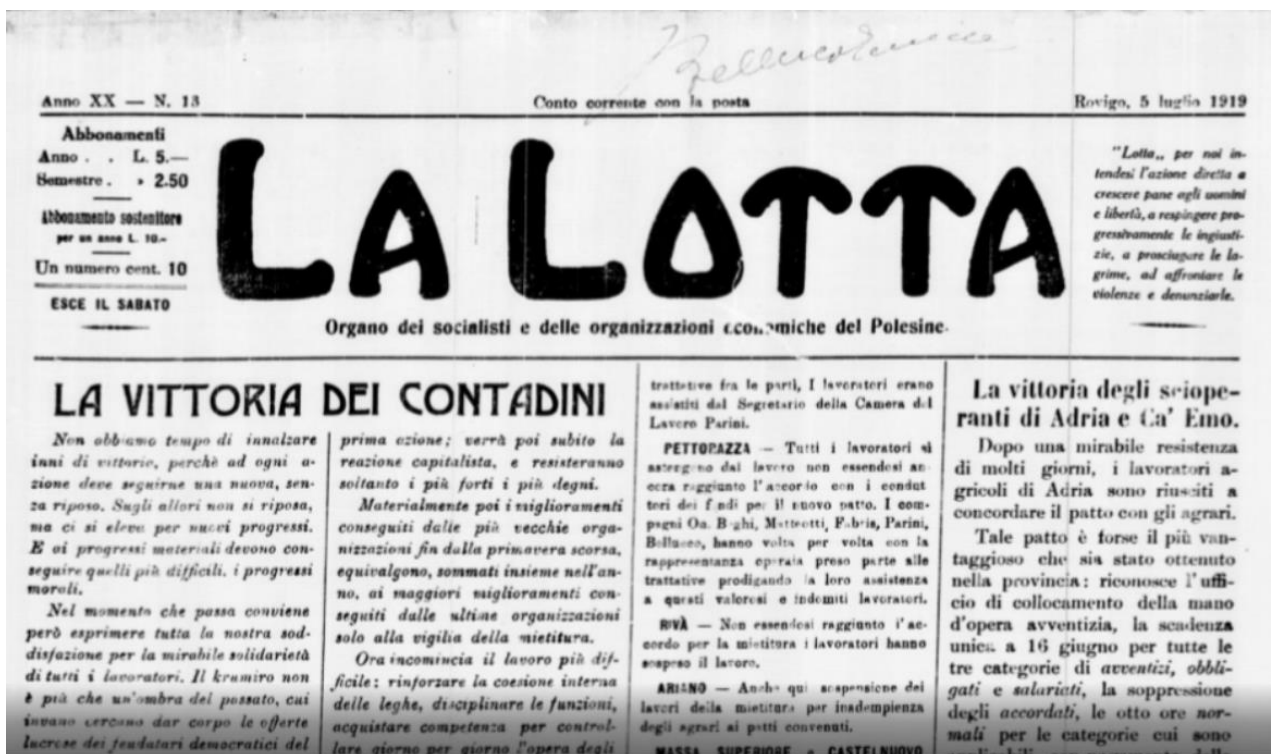 Anno XX — N. 13
Conto corrente con la posta
Rovigo, 5 luglio 1919
Abbonamenti
Anno . . L. 5.—
Semestre . » 2.50
Abbonamento sostenitore
per un anno L. 10.-
Un numero cent. 10
ESCE IL SABATO
LA LOTTA
"Lotta„ per noi in-
tendesi l'azione diretta a
crescere pane agli uomini
e libertà, a respingere pro-
gressivamente le ingiusti-
zie, a prosciugare le la-
grime, ad affrontare le
violenze e denunziarle.
Organo dei socialisti e delle organizzazioni economiche del Polesine
LA VITTORIA DEI CONTADINI
Non abbiamo tempo di innalzare
inni di vittorie, perchè ad ogni a-
zione deve seguirne una nuova, sen-
za riposo. Sugli allori non si riposa,
ma ci si eleva per nuovi progressi.
E ai progressi materiali devono con-
seguire quelli più difficili, i progressi
morali.
Nel momento che passa conviene
però esprimere tutta la nostra sod-
disfazione per la mirabile solidarietà
di tutti i lavoratori. Il krumiro non
è più che un'ombra del passato, cui
invano cercano dar corpo le offerte
lucrose dei feudatari democratici del
prima azione; verrà poi subito la
reazione capitalista, e resisteranno
soltanto i più forti i più degni.
Materialmente poi i miglioramenti
conseguiti dalle più vecchie orga-
nizzazioni fin dalla primavera scorsa,
equivalgono, sommati insieme nell'an-
no, ai maggiori miglioramenti con-
seguiti dalle ultime organizzazioni
solo alla vigilia della mietitura.
Ora incomincia il lavoro più dif-
ficile: rinforzare la coesione interna
delle leghe, disciplinare le funzioni,
acquistare competenza per control-
lare giorno per giorno l'opera degli
trattative fra le parti, I lavoratori erano
assistiti dal Segretario della Camera del
Lavoro Parini.
PETTORAZZA — Tutti i lavoratori si
astengono dal lavoro non essendosi an-
cora raggiunto l'accordo con i condut
tori dei fondi per il nuovo patto. I com-
pagni On. Beghi, Matteotti, Fabris, Parini,
Bellucco, hanno volta per volta con la
rappresentanza operaia preso parte alle
trattative prodigando la loro assistenza
a questi valorosi e indomiti lavoratori.
RIVÀ — Non essendosi raggiunto l'ac-
cordo per la mietitura i lavoratori hanno
sospeso il lavoro.
ARIANO — Anche qui sospensione dei
lavori della mietitura per inadempienza
degli agrari ai patti convenuti.
MASSA SUPERIORE e CASTELNUOVO
La vittoria degli sciope-
ranti di Adria e Ca' Emo.
Dopo una mirabile resistenza
di molti giorni, i lavoratori a-
gricoli di Adria sono riusciti a
concordare il patto con gli agrari.
Tale patto è forse il più van-
taggioso che sia stato ottenuto
nella provincia: riconosce l'uffi-
cio di collocamento della mano
d'opera avventizia, la scadenza
unica a 16 giugno per tutte le
tre categorie di avventizi, obbli-
gati e salariati, la soppressione
degli accordati, le otto ore nor-
mali per le categorie cui sono